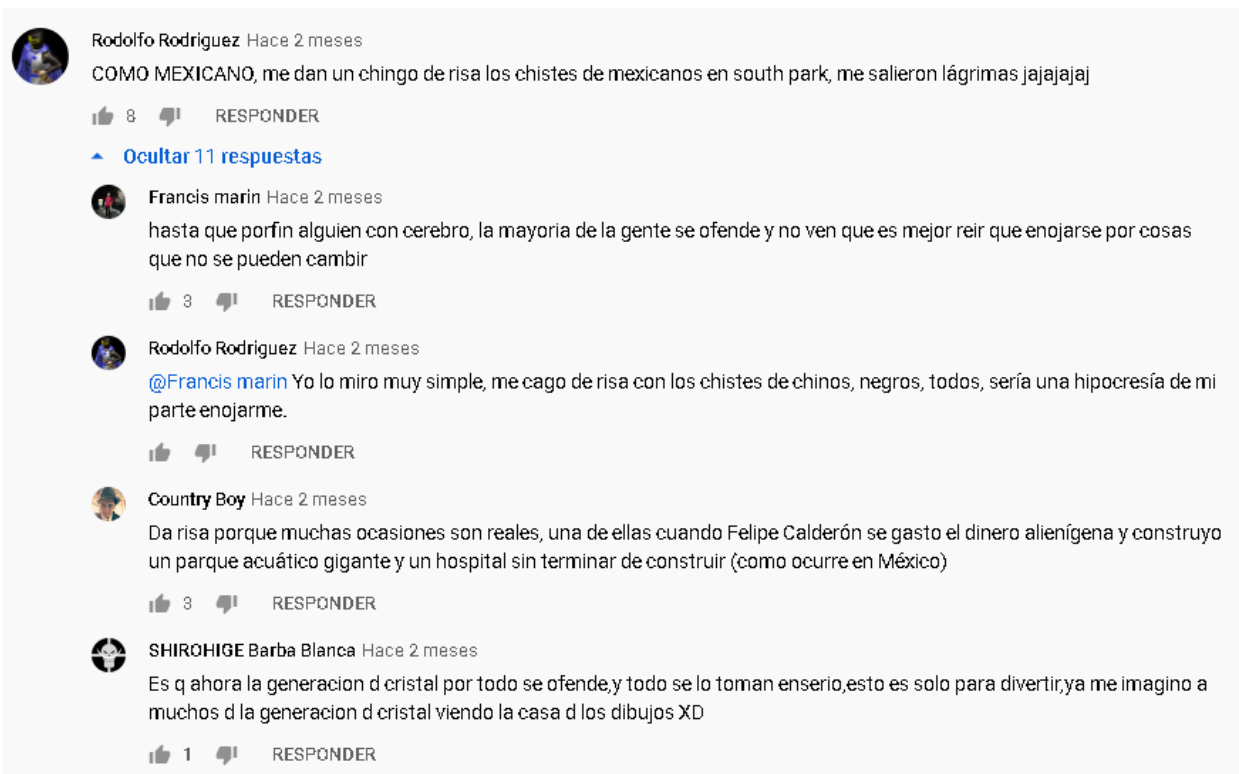 Rodolfo Rodriguez Hace 2 meses
COMO MEXICANO, me dan un chingo de risa los chistes de mexicanos en south park, me salieron lágrimas jajajajaj
8 RESPONDER
Ocultar 11 respuestas
Francis marin Hace 2 meses
hasta que porfin alguien con cerebro, la mayoria de la gente se ofende y no ven que es mejor reir que enojarse por cosas
que no se pueden cambir
3 RESPONDER
Rodolfo Rodriguez Hace 2 meses
@Francis marin Yo lo miro muy simple, me cago de risa con los chistes de chinos, negros, todos, sería una hipocresía de mi
parte enojarme.
RESPONDER
Country Boy Hace 2 meses
Da risa porque muchas ocasiones son reales, una de ellas cuando Felipe Calderón se gasto el dinero alienígena y construyo
un parque acuático gigante y un hospital sin terminar de construir (como ocurre en México)
3 RESPONDER
SHIROHIGE Barba Blanca Hace 2 meses
Es q ahora la generacion d cristal por todo se ofende,y todo se lo toman enserio,esto es solo para divertir,ya me imagino a
muchos d la generacion d cristal viendo la casa d los dibujos XD
1 RESPONDER